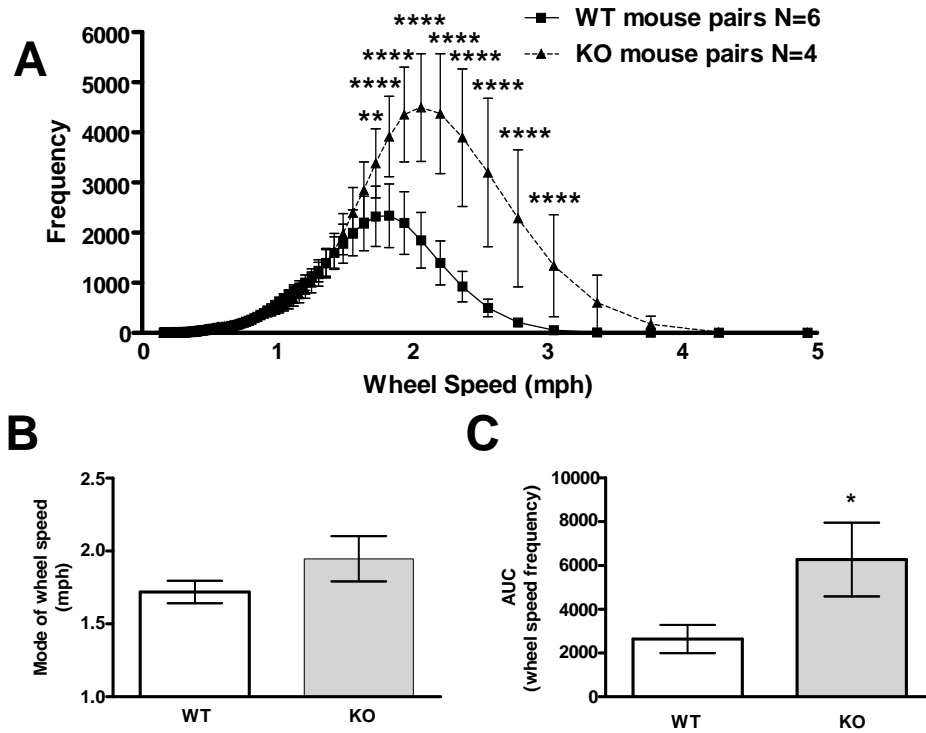 A
WT mouse pairs N=6
KO mouse pairs N=4
****
****
****
****
****
****
**
****
****
6000
5000
4000
3000
2000
1000
0
Frequency
0 1 2 3 4 5
Wheel Speed (mph)
B
2.5
2.0
1.5
1.0
Mode of wheel speed
(mph)
WT KO
C
10000
8000
6000
4000
2000
0
AUC
(wheel speed frequency)
*
WT KO